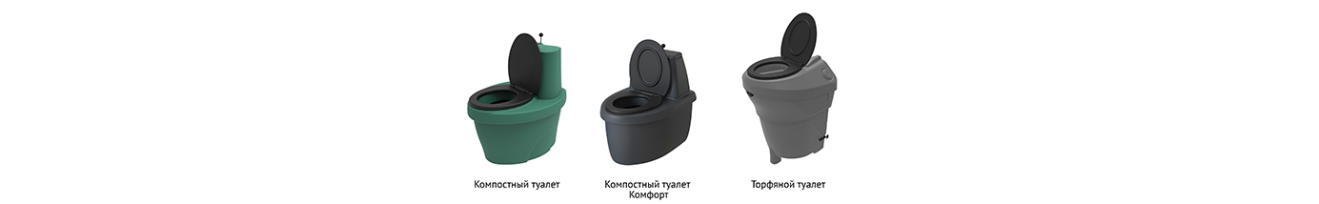 Компостный туалет
Компостный туалет
Комфорт
Торфяной туалет